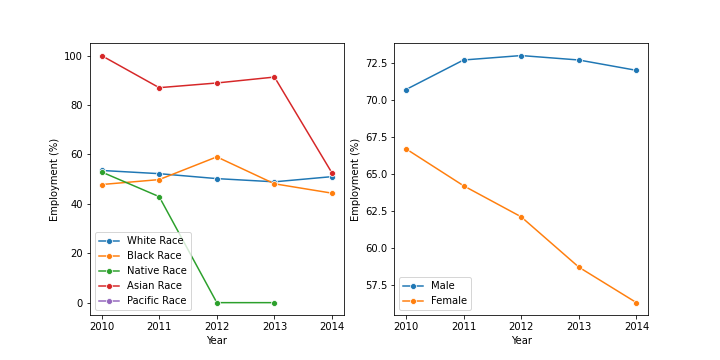 100
80
60
40
20
0
Employment (%)
White Race
Black Race
Native Race
Asian Race
Pacific Race
2010 2011 2012 2013 2014
Year
72.5
70.0
67.5
65.0
62.5
60.0
57.5
Employment (%)
Male
Female
2010 2011 2012 2013 2014
Year